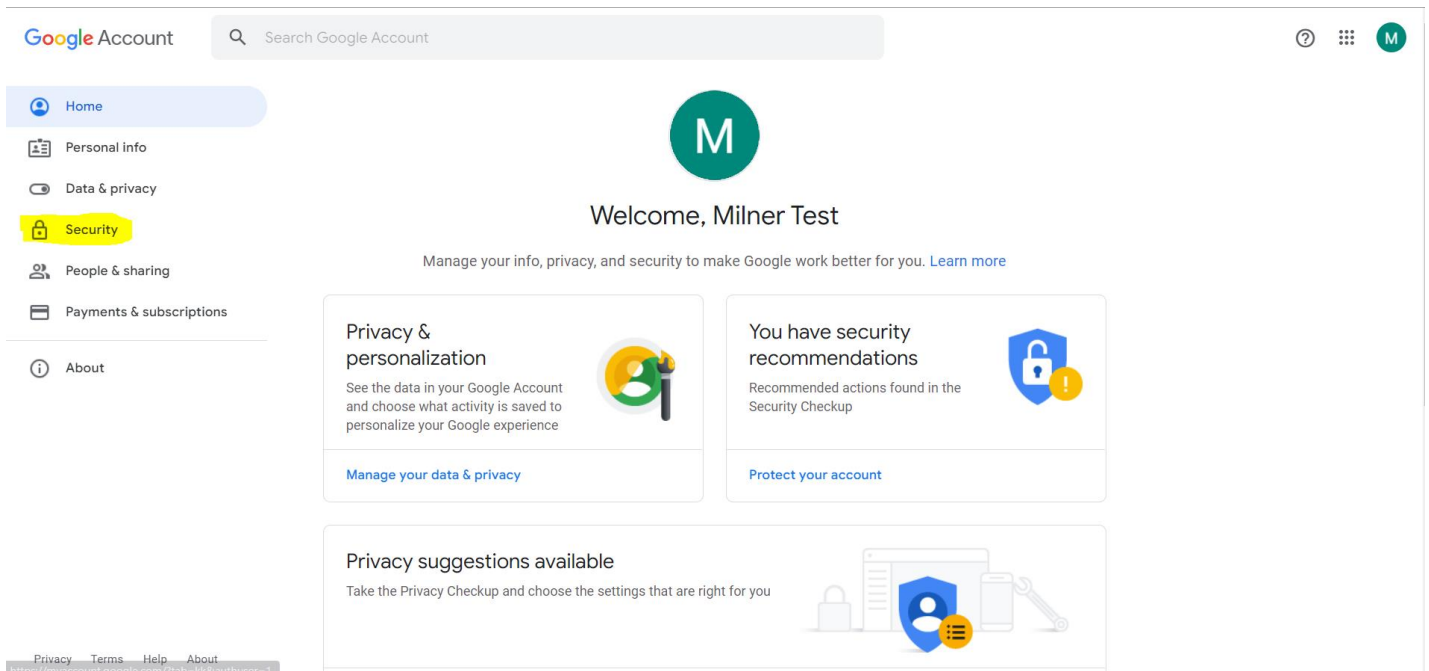 Google Account
Search Google Account
M
Home
Personal info
Data & privacy
Security
People & sharing
Payments & subscriptions
About
M
Welcome, Milner Test
Manage your info, privacy, and security to make Google work better for you. Learn more
Privacy &
personalization
See the data in your Google Account
and choose what activity is saved to
personalize your Google experience
Manage your data & privacy
You have security
recommendations
Recommended actions found in the
Security Checkup
Protect your account
Privacy suggestions available
Take the Privacy Checkup and choose the settings that are right for you
Privacy Terms Help About